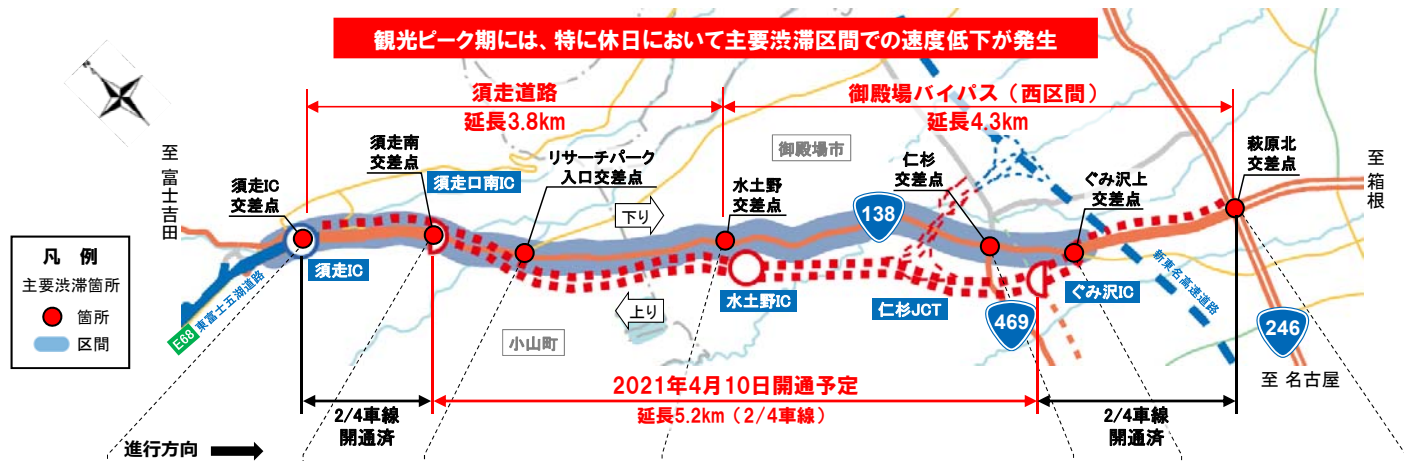 観光ピーク期には、特に休日において主要渋滞区間での速度低下が発生
須走道路
延長3.8km
御殿場バイパス（西区間）
延長4.3km
至 富士吉田
須走IC
交差点
須走南
交差点
須走口南IC
リサーチパーク
入口交差点
御殿場市
水土野
交差点
仁杉
交差点
ぐみ沢上
交差点
萩原北
交差点
至 箱根
下り
138
凡 例
主要渋滞箇所
箇所
区間
須走IC
E68 東富士五湖道路
水土野IC
仁杉JCT
ぐみ沢IC
新東名高速道路
上り
小山町
469
246
至 名古屋
2021年4月10日開通予定
延長5.2km（2/4車線）
2/4車線
開通済
2/4車線
開通済
進行方向